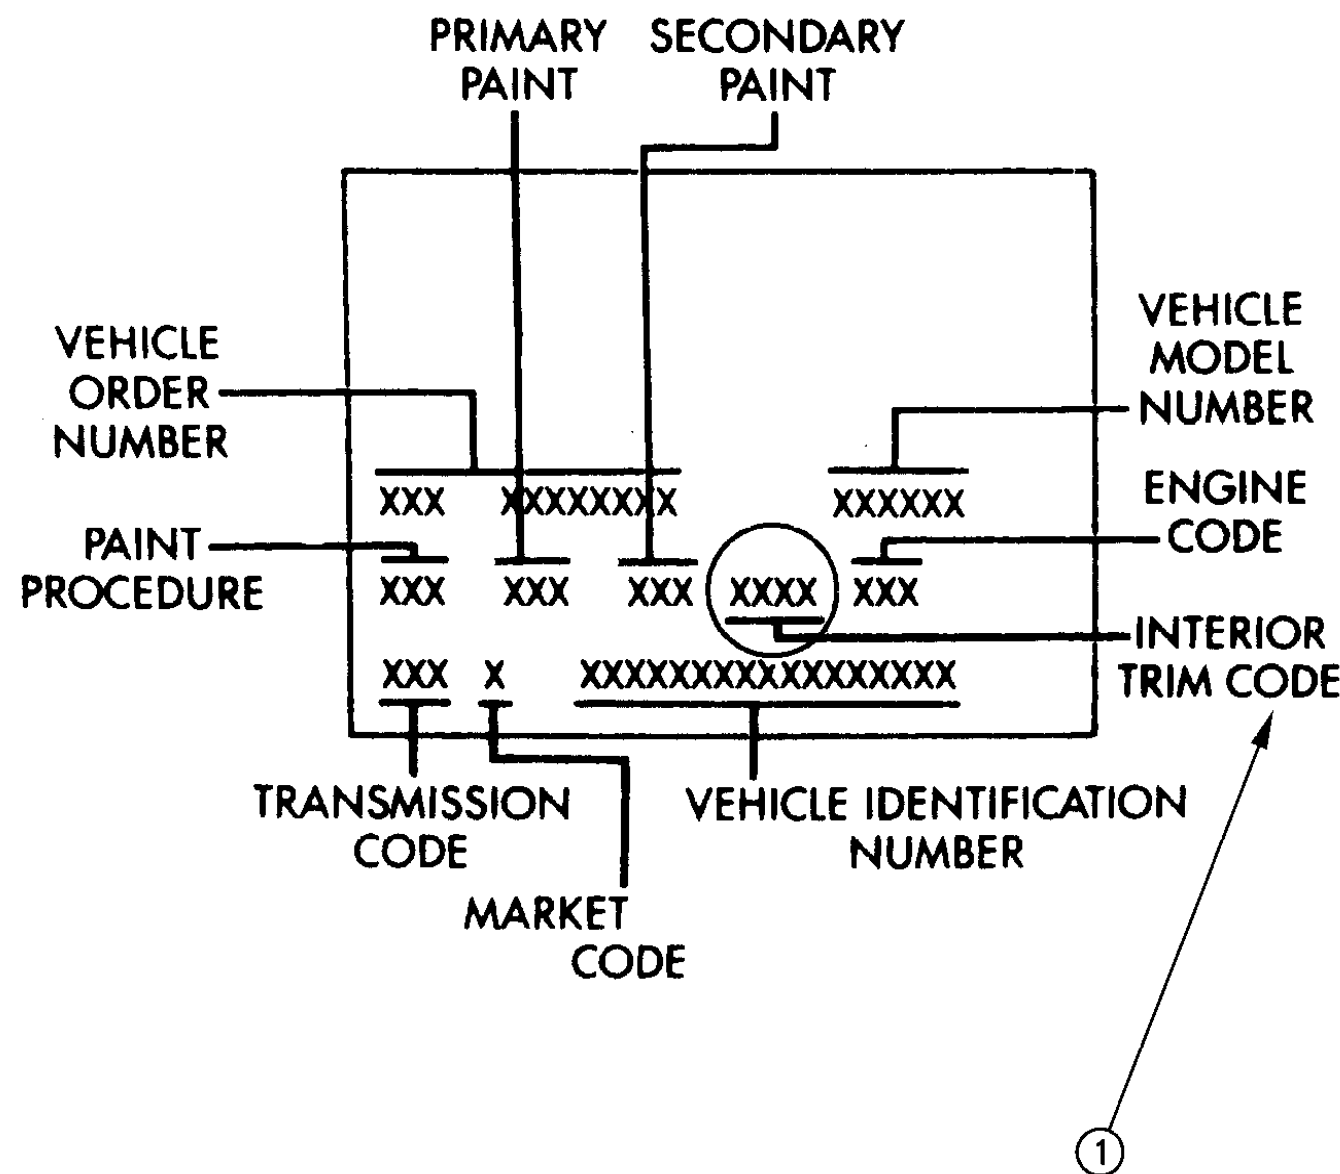 PRIMARY
PAINT
SECONDARY
PAINT
VEHICLE
ORDER
NUMBER
VEHICLE
MODEL
NUMBER
XXX XXXXXXXX XXXXXX
ENGINE
CODE
PAINT
PROCEDURE
XXX XXX XXX XXXX XXX
INTERIOR
TRIM CODE
XXX X XXXXXXXXXXXXXXXXX
TRANSMISSION
CODE
VEHICLE IDENTIFICATION
NUMBER
MARKET
CODE
1